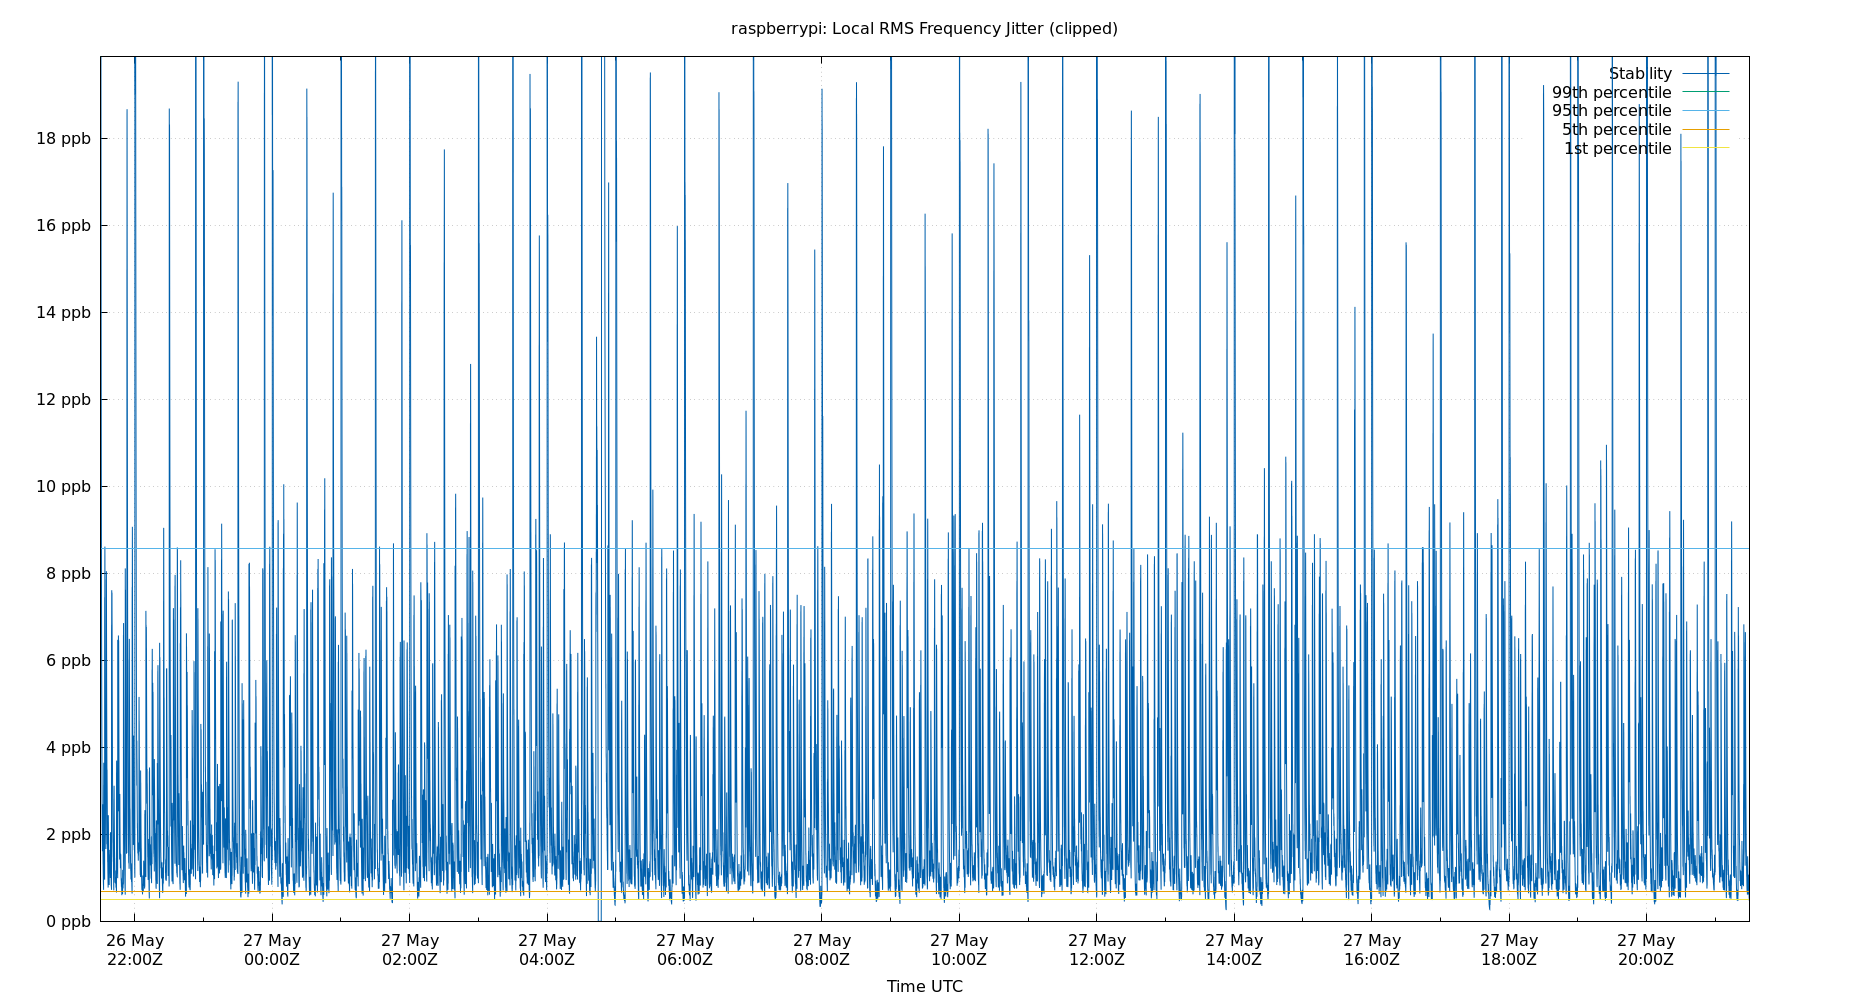 raspberrypi: Local RMS Frequency Jitter (clipped)
Stability
99th percentile
95th percentile
5th percentile
1st percentile
18 ppb
16 ppb
14 ppb
12 ppb
10 ppb
8 ppb
6 ppb
4 ppb
2 ppb
0 ppb
26 May 27 May 27 May 27 May 27 May 27 May 27 May 27 May 27 May 27 May 27 May 27 May
22:00Z 00:00Z 02:00Z 04:00Z 06:00Z 08:00Z 10:00Z 12:00Z 14:00Z 16:00Z 18:00Z 20:00Z
Time UTC